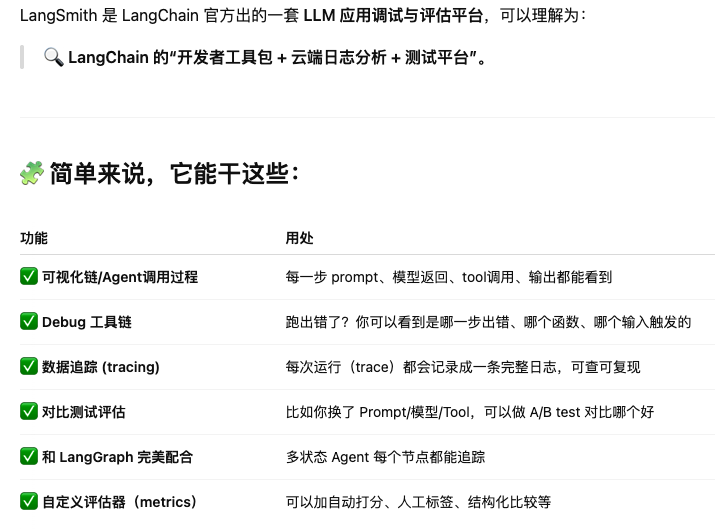 LangSmith 是 LangChain 官方出的一套 LLM 应用调试与评估平台，可以理解为：
🔍 LangChain 的“开发者工具包 + 云端日志分析 + 测试平台”。
🧩 简单来说，它能干这些：
功能 用处
✅ 可视化链/Agent调用过程 每一步 prompt、模型返回、tool调用、输出都能看到
✅ Debug 工具链 跑出错了？你可以看到是哪一步出错、哪个函数、哪个输入触发的
✅ 数据追踪 (tracing) 每次运行（trace）都会记录成一条完整日志，可查可复现
✅ 对比测试评估 比如你换了 Prompt/模型/Tool，可以做 A/B test 对比哪个好
✅ 和 LangGraph 完美配合 多状态 Agent 每个节点都能追踪
✅ 自定义评估器（metrics） 可以加自动打分、人工标签、结构化比较等